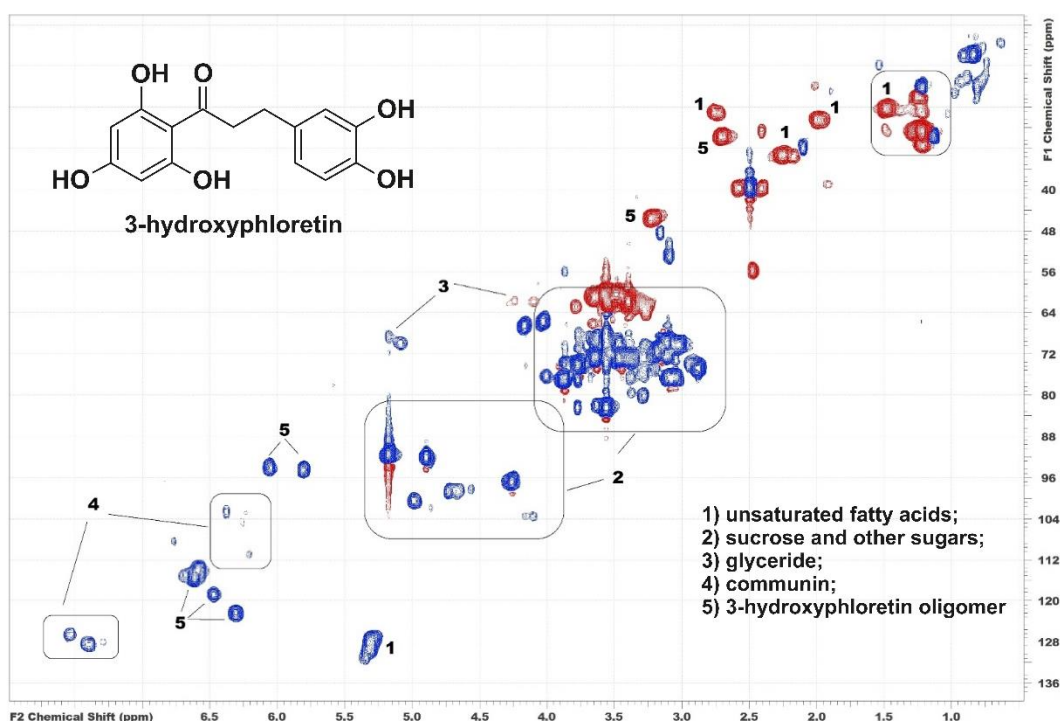 OH
O
OH
HO
OH
OH
3-hydroxyphloretin
1
1
1
1
5
5
3
2
5
4
5
1
1) unsaturated fatty acids;
2) sucrose and other sugars;
3) glyceride;
4) communin;
5) 3-hydroxyphloretin oligomer
F1 Chemical Shift (ppm)
40
48
56
64
72
80
88
96
104
112
120
128
136
F2 Chemical Shift (ppm)
6.5
6.0
5.5
5.0
4.5
4.0
3.5
3.0
2.5
2.0
1.5
1.0